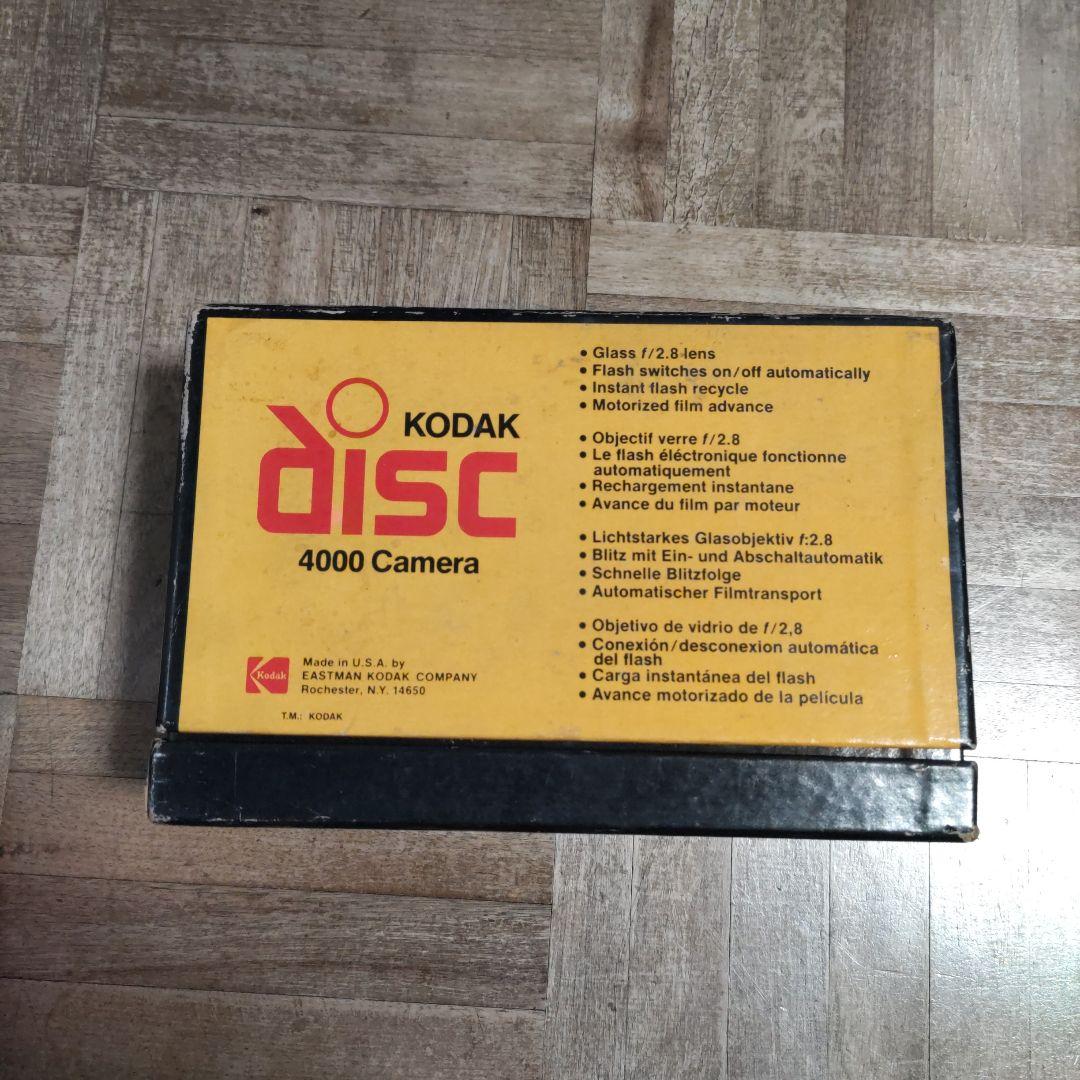 KODAK
disc
4000 Camera
Kodak
Made in U.S.A. by
EASTMAN KODAK COMPANY
Rochester, N.Y. 14650
T.M.: KODAK
• Glass f/2.8 lens
• Flash switches on/off automatically
• Instant flash recycle
• Motorized film advance
• Objectif verre f/2.8
• Le flash éléctronique fonctionne
automatiquement
• Rechargement instantane
• Avance du film par moteur
• Lichtstarkes Glasobjektiv f:2.8
• Blitz mit Ein- und Abschaltautomatik
• Schnelle Blitzfolge
• Automatischer Filmtransport
• Objetivo de vidrio de f/2,8
• Conexión/desconexion automática
del flash
• Carga instantánea del flash
• Avance motorizado de la película